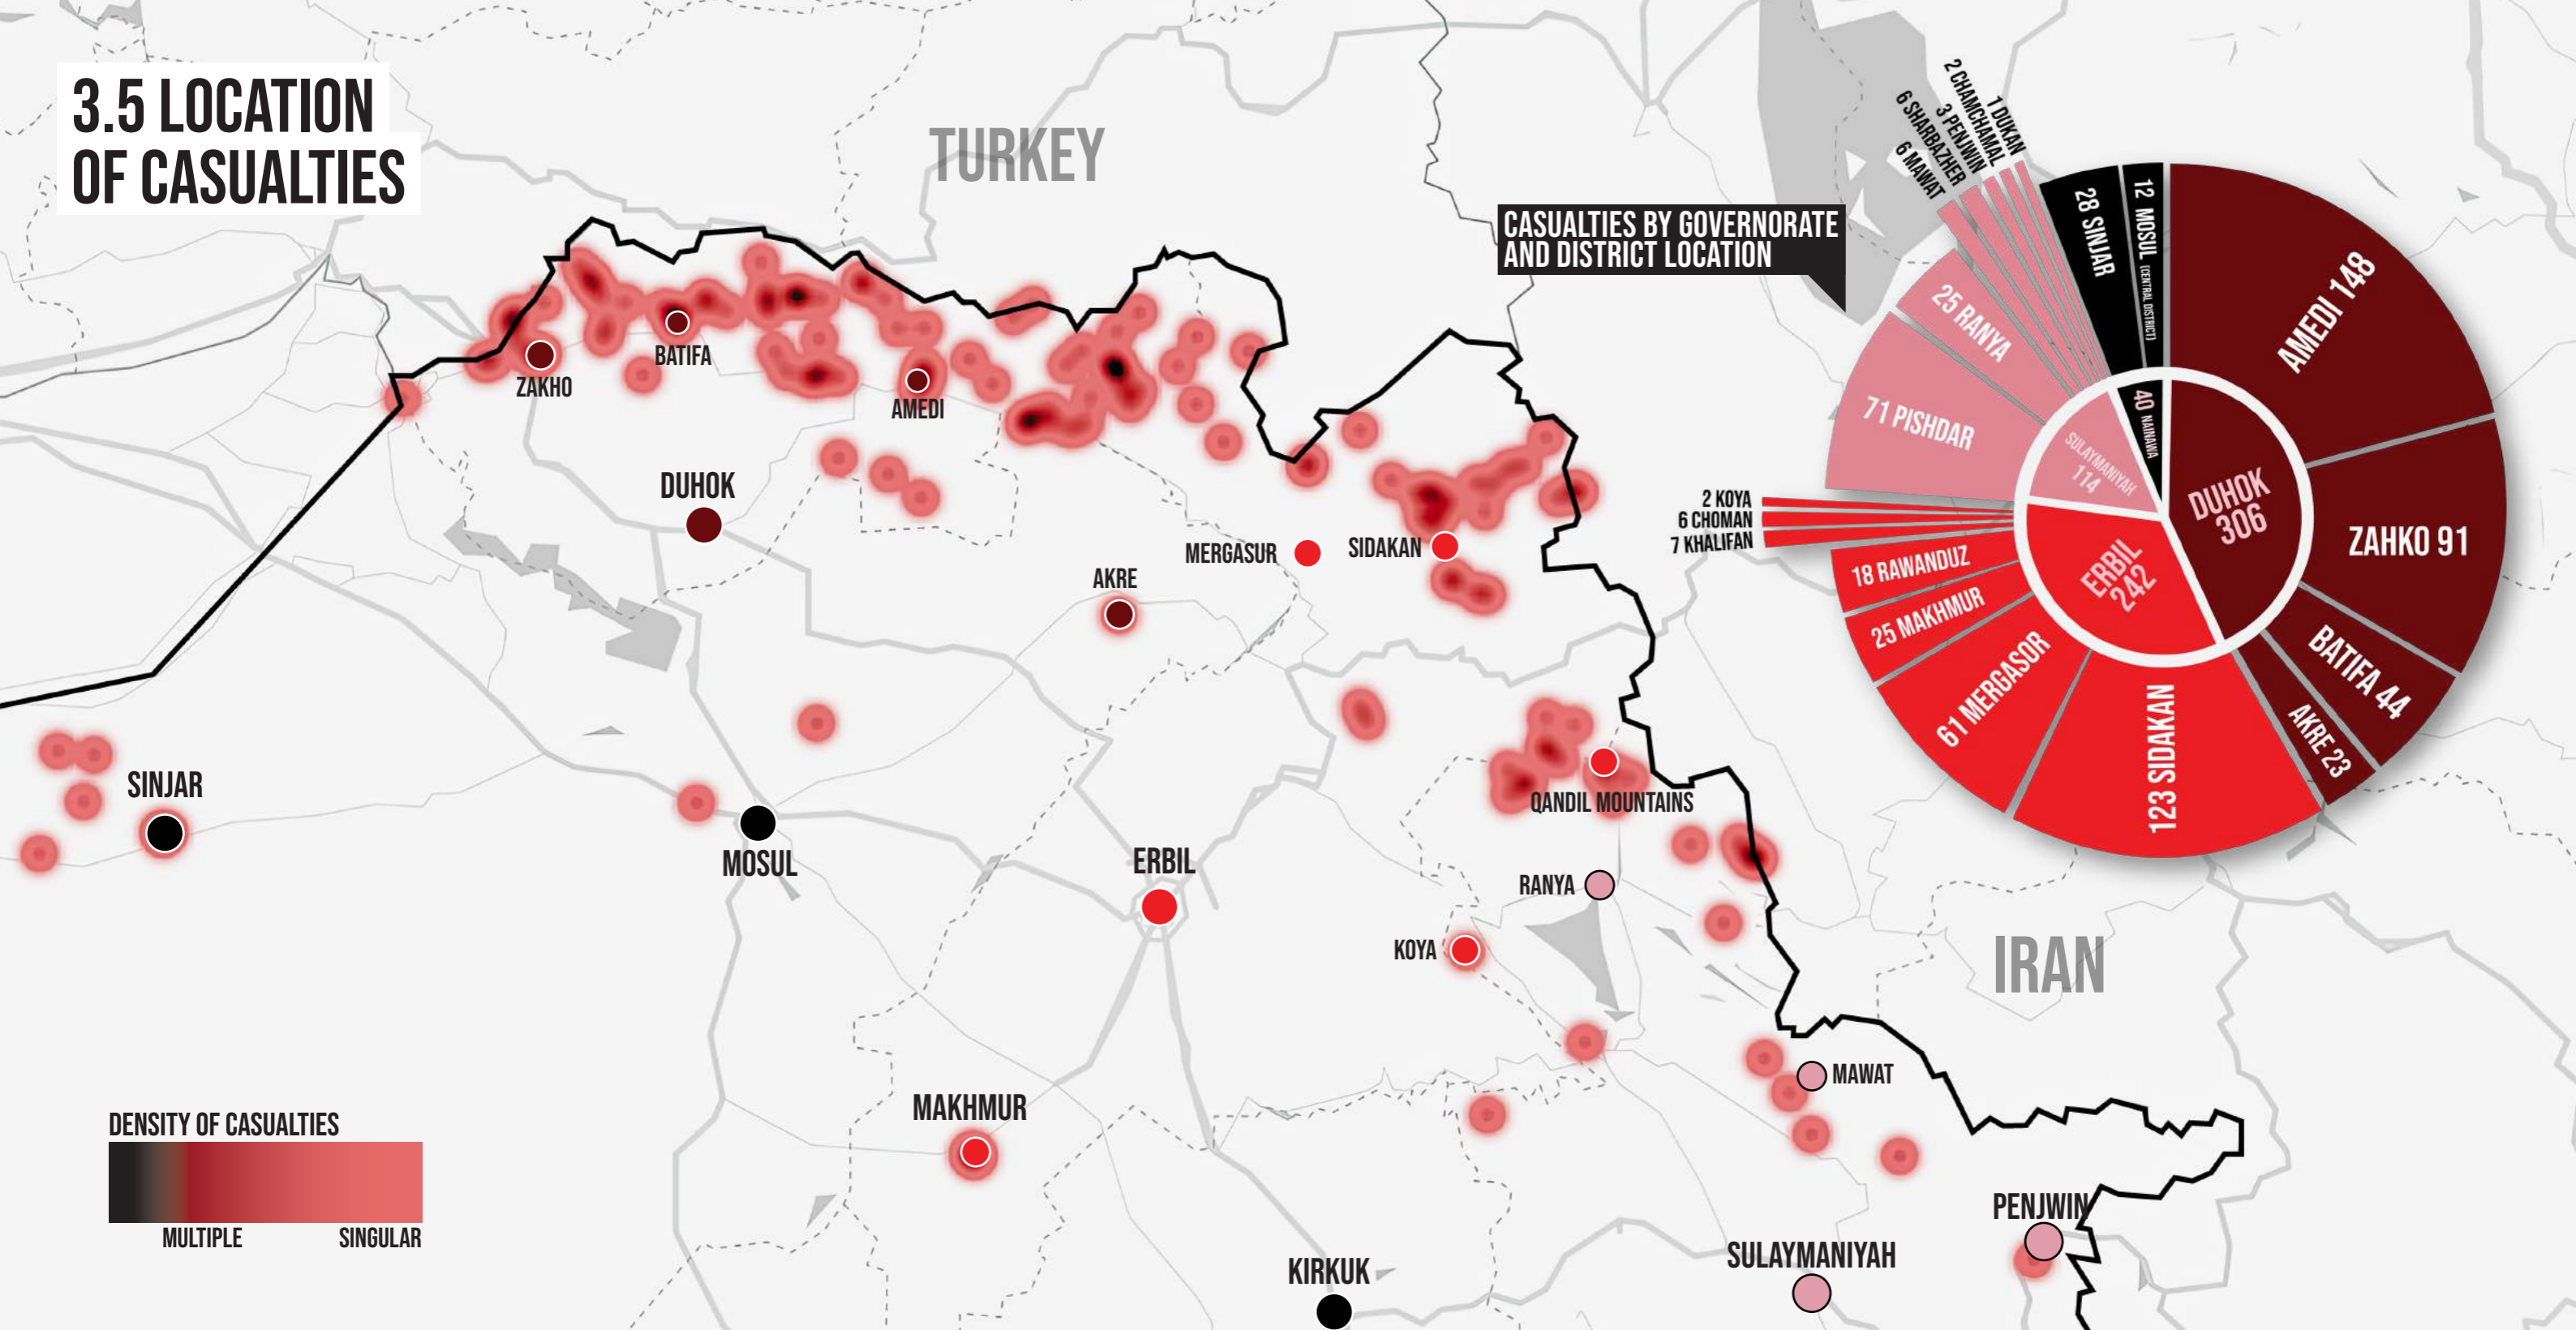 3.5 LOCATION
OF CASUALTIES
TURKEY
CASUALTIES BY GOVERNORATE
AND DISTRICT LOCATION
6 MAWAT
6 SHARBAZHER
3 PENJWIN
2 CHAMCHAMAL
1 DUKAN
28 SINJAR
12 MOSUL (CENTRAL DISTRICT)
AMEDI 148
ZAHKO 91
BATIFA 44
AKRE 23
123 SIDAKAN
61 MERGASOR
25 MAKHMUR
18 RAWANDUZ
7 KHALIFAN
6 CHOMAN
2 KOYA
71 PISHDAR
25 RANYA
SULAYMANIYAH
114
40 NAINAWA
DUHOK
306
ERBIL
242
BATIFA
ZAKHO
AMEDI
DUHOK
MERGASUR
SIDAKAN
AKRE
SINJAR
MOSUL
ERBIL
QANDIL MOUNTAINS
RANYA
KOYA
IRAN
MAWAT
MAKHMUR
DENSITY OF CASUALTIES
MULTIPLE
SINGULAR
PENJWIN
SULAYMANIYAH
KIRKUK